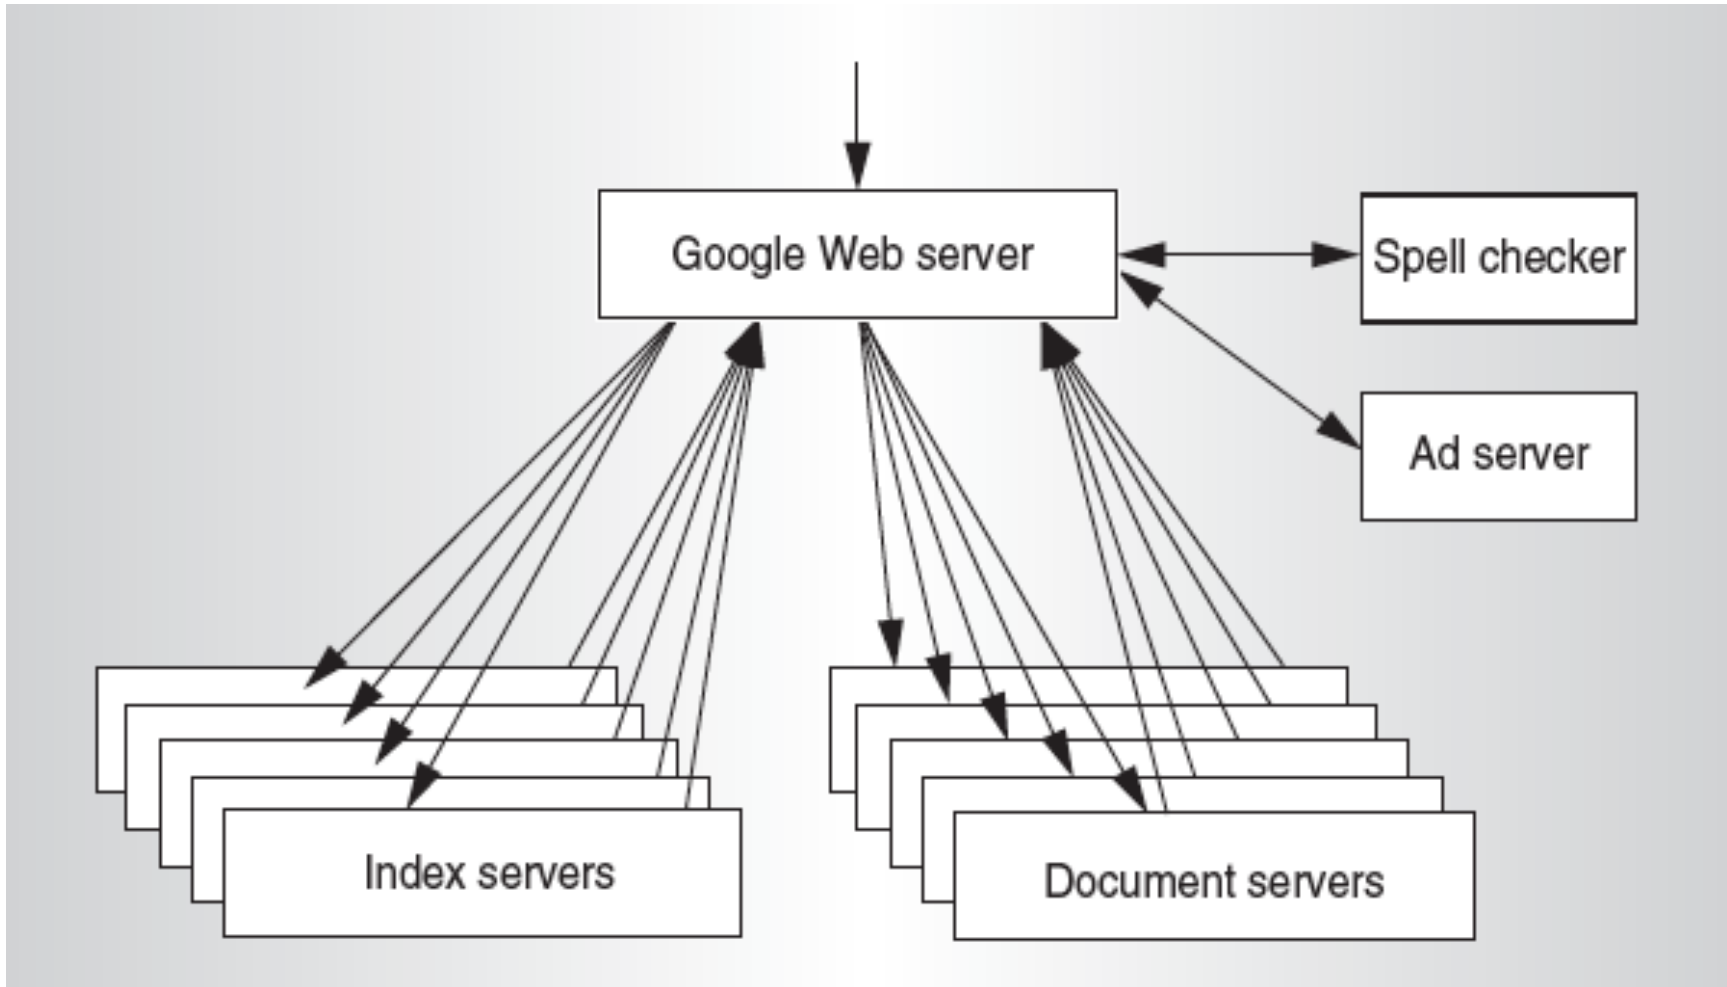 Google Web server
Spell checker
Ad server
Index servers
Document servers